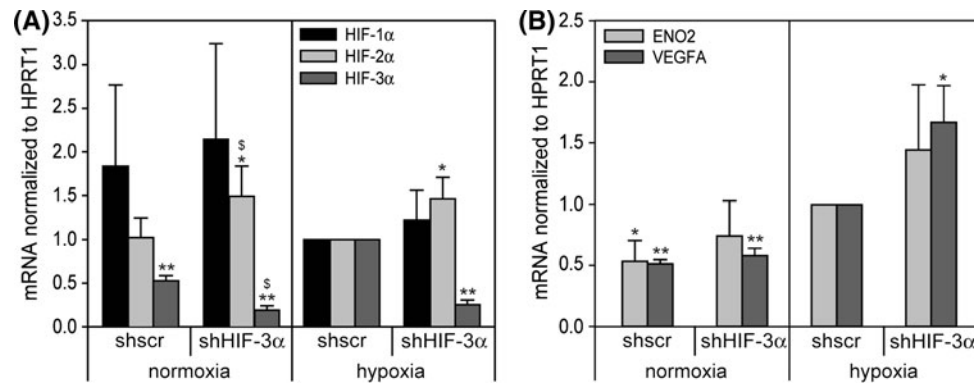 (A)
mRNA normalized to HPRT1
3.5
3.0
2.5
2.0
1.5
1.0
0.5
0.0
HIF-1α
HIF-2α
HIF-3α
**
$
*
$
**
*
**
shscr
shHIF-3α
shscr
shHIF-3α
normoxia
hypoxia
(B)
mRNA normalized to HPRT1
2.5
2.0
1.5
1.0
0.5
0.0
ENO2
VEGFA
*
**
**
*
shscr
shHIF-3α
shscr
shHIF-3α
normoxia
hypoxia